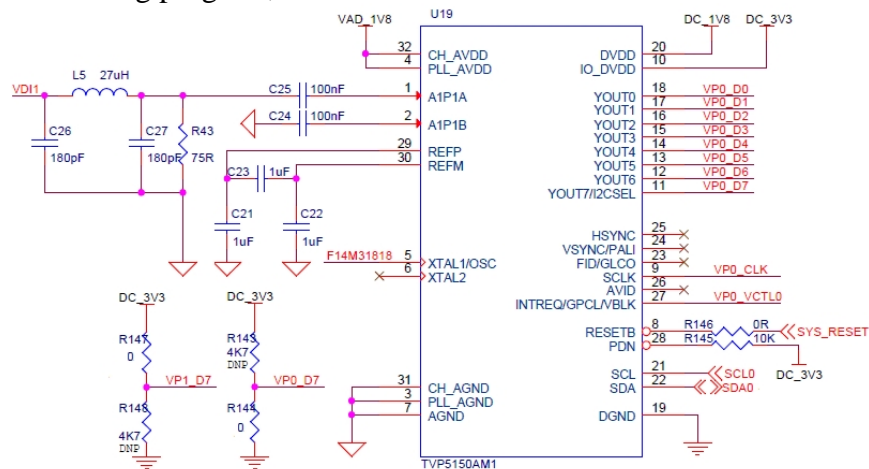 U19
VAD_1V8
DC_1V8
DC_3V3
32
4
CH_AVDD
PLL_AVDD
DVDD
IO_DVDD
20
10
L5
27uH
VDI1
C25
100nF
1
A1P1A
C24
100nF
2
A1P1B
C26
180pF
C27
180pF
R43
75R
29
REFP
30
REFM
C23
1uF
C21
1uF
C22
1uF
YOUT0
18
VP0_D0
YOUT1
17
VP0_D1
YOUT2
16
VP0_D2
YOUT3
15
VP0_D3
YOUT4
14
VP0_D4
YOUT5
13
VP0_D5
YOUT6
12
VP0_D6
YOUT7/I2CSEL
11
VP0_D7
F14M31818
5
XTAL1/OSC
6
XTAL2
HSYNC
25
VSYNC/PALI
24
FID/GLCO
23
SCLK
9
VP0_CLK
AVID
26
INTREQ/GPCL/VBLK
27
VP0_VCTL0
RESETB
8
R146
0R
SYS_RESET
PDN
28
R145
10K
DC_3V3
SCL
21
SCL0
SDA
22
SDA0
DGND
19
DC_3V3
R147
0
VP1_D7
R148
4K7
DNP
DC_3V3
R143
4K7
DNP
VP0_D7
R144
0
31
CH_AGND
3
PLL_AGND
7
AGND
TVP5150AM1